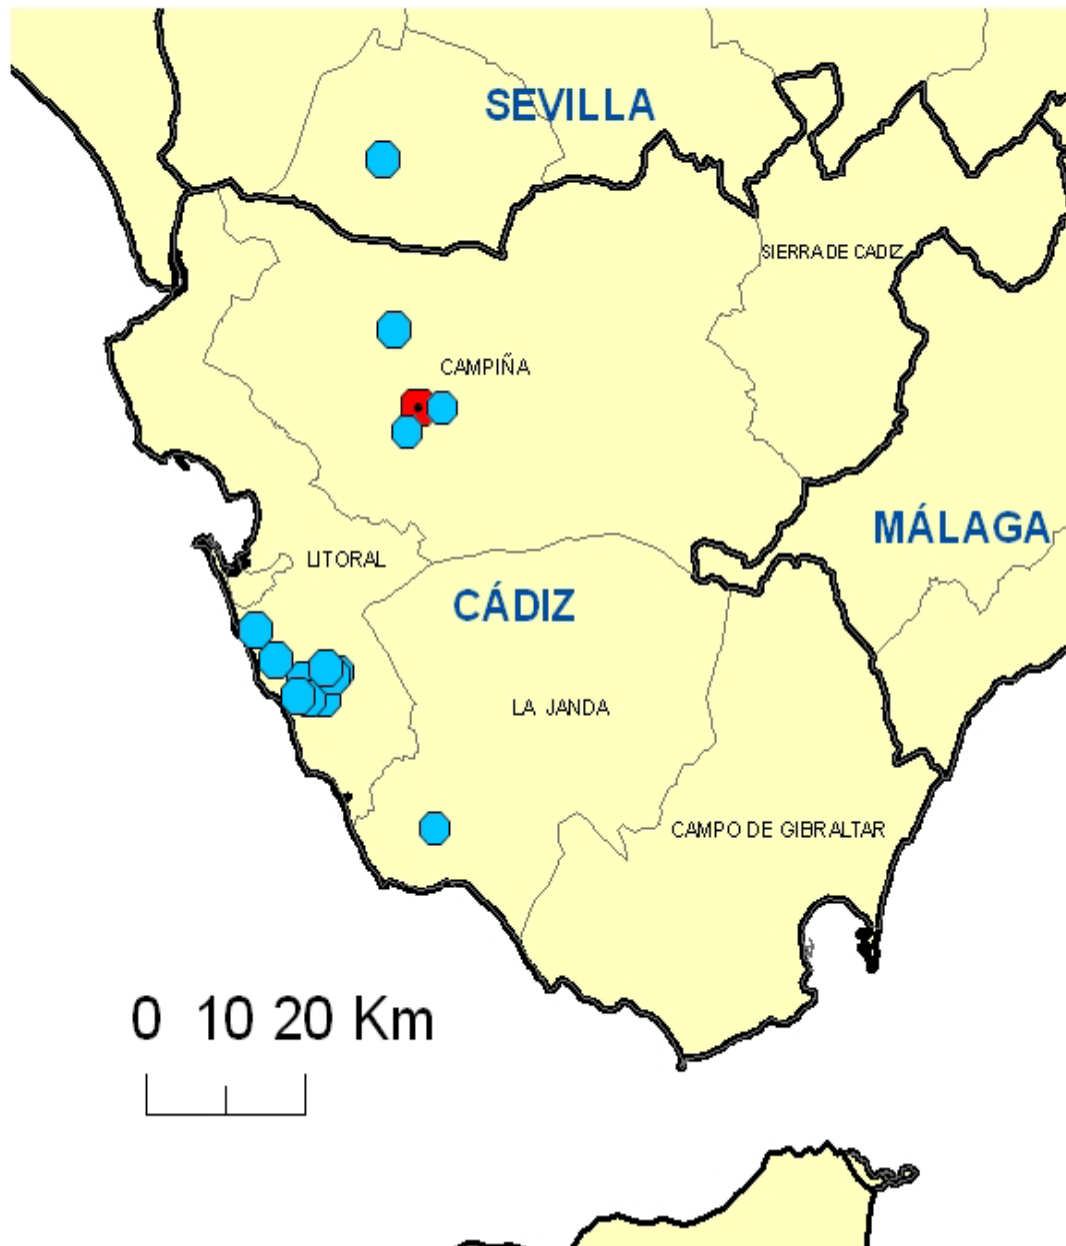 SEVILLA
SIERRA DE CADIZ
CAMPIÑA
MÁLAGA
LITORAL
CÁDIZ
LA JANDA
CAMPO DE GIBRALTAR
0 10 20 Km